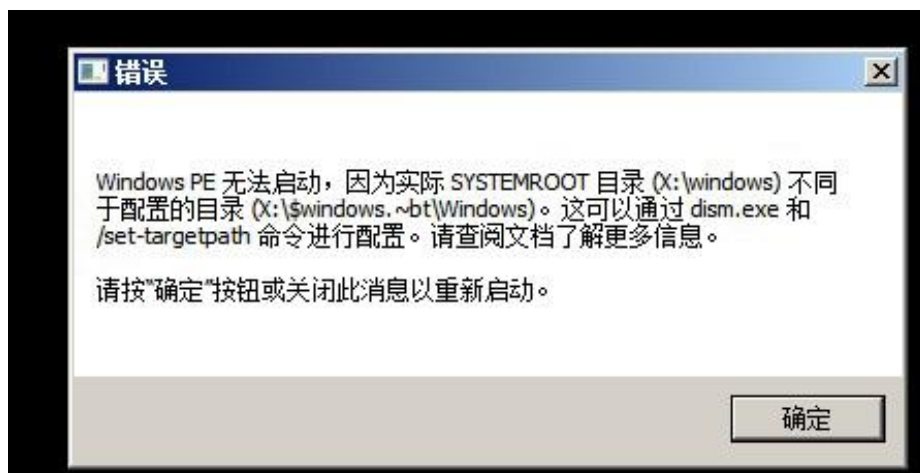 错误
Windows PE 无法启动，因为实际 SYSTEMROOT 目录 (X:\windows) 不同
于配置的目录 (X:\$windows.~bt\Windows)。这可以通过 dism.exe 和
/set-targetpath 命令进行配置。请查阅文档了解更多信息。
请按"确定"按钮或关闭此消息以重新启动。
确定